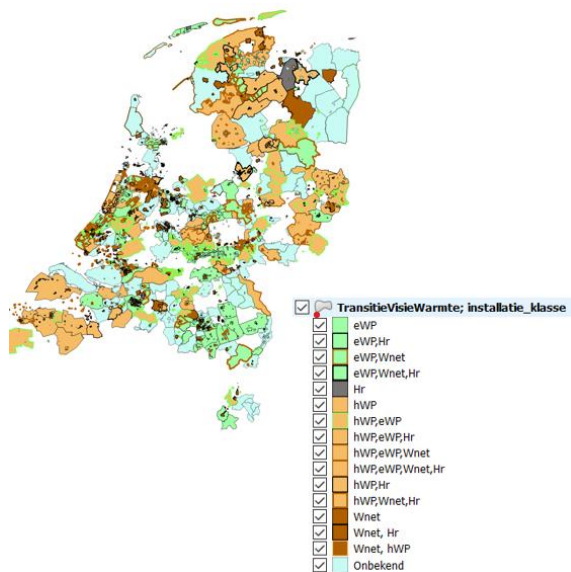 TransitieVisieWarmte; installatie_klasse
eWP
eWP,Hr
eWP,Wnet
eWP,Wnet,Hr
Hr
hWP
hWP,eWP
hWP,eWP,Hr
hWP,eWP,Wnet
hWP,eWP,Wnet,Hr
hWP,Hr
hWP,Wnet,Hr
Wnet
Wnet, Hr
Wnet, hWP
Onbekend